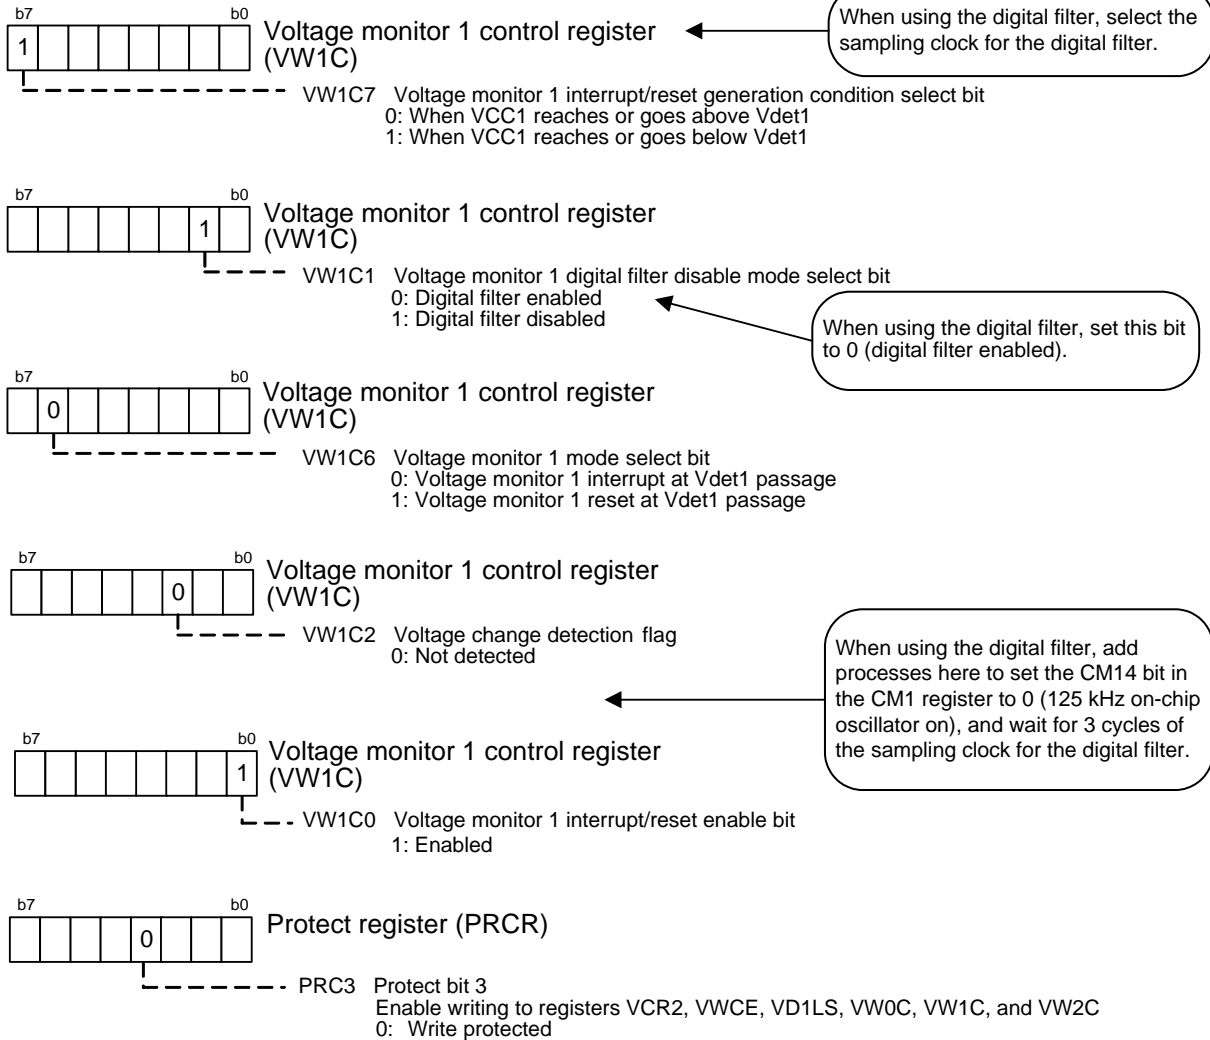 b7 b0
1
Voltage monitor 1 control register
(VW1C)
When using the digital filter, select the
sampling clock for the digital filter.
VW1C7 Voltage monitor 1 interrupt/reset generation condition select bit
0: When VCC1 reaches or goes above Vdet1
1: When VCC1 reaches or goes below Vdet1
b7 b0
1
Voltage monitor 1 control register
(VW1C)
VW1C1 Voltage monitor 1 digital filter disable mode select bit
0: Digital filter enabled
1: Digital filter disabled
When using the digital filter, set this bit
to 0 (digital filter enabled).
b7 b0
0
Voltage monitor 1 control register
(VW1C)
VW1C6 Voltage monitor 1 mode select bit
0: Voltage monitor 1 interrupt at Vdet1 passage
1: Voltage monitor 1 reset at Vdet1 passage
b7 b0
0
Voltage monitor 1 control register
(VW1C)
VW1C2 Voltage change detection flag
0: Not detected
When using the digital filter, add
processes here to set the CM14 bit in
the CM1 register to 0 (125 kHz on-chip
oscillator on), and wait for 3 cycles of
the sampling clock for the digital filter.
b7 b0
1
Voltage monitor 1 control register
(VW1C)
VW1C0 Voltage monitor 1 interrupt/reset enable bit
1: Enabled
b7 b0
0
Protect register (PRCR)
PRC3 Protect bit 3
Enable writing to registers VCR2, VWCE, VD1LS, VW0C, VW1C, and VW2C
0: Write protected